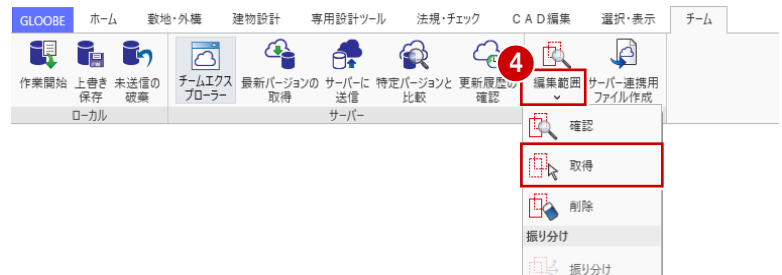 GLOOBE ホーム 敷地・外構 建物設計 専用設計ツール 法規・チェック CAD編集 選択・表示 チーム
4
作業開始 上書き保存 未送信の破棄 チームエクスプローラー 最新バージョンの取得 サーバーに送信 特定バージョンと比較 更新履歴の確認 編集範囲 サーバー連携用ファイル作成
ローカル サーバー
確認
取得
削除
振り分け
振り分け